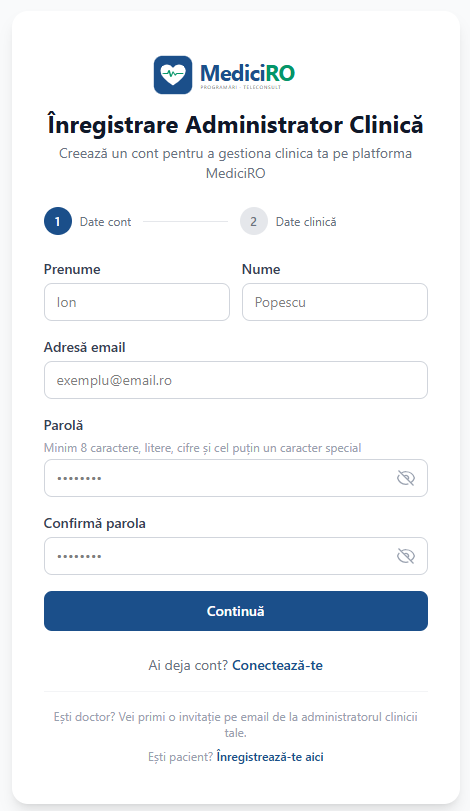 MediciRO
PROGRAMĂRI · TELECONSULT
Înregistrare Administrator Clinică
Creează un cont pentru a gestiona clinica ta pe platforma
MediciRO
1 Date cont 2 Date clinică
Prenume Nume
Ion Popescu
Adresă email
exemplu@email.ro
Parolă
Minim 8 caractere, litere, cifre și cel puțin un caracter special
••••••••
Confirmă parola
••••••••
Continuă
Ai deja cont? Conectează-te
Ești doctor? Vei primi o invitație pe email de la administratorul clinicii
tale.
Ești pacient? Înregistrează-te aici